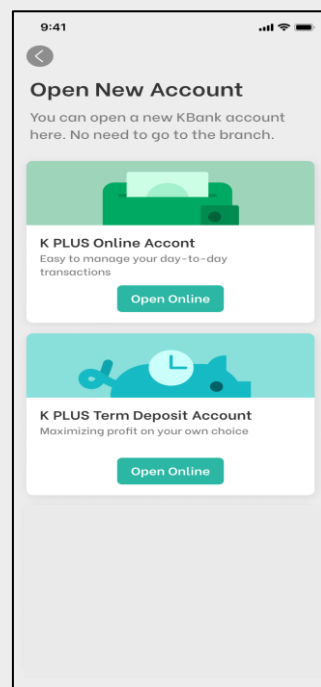 9:41
Open New Account
You can open a new KBank account
here. No need to go to the branch.
K PLUS Online Accont
Easy to manage your day-to-day
transactions
Open Online
K PLUS Term Deposit Account
Maximizing profit on your own choice
Open Online